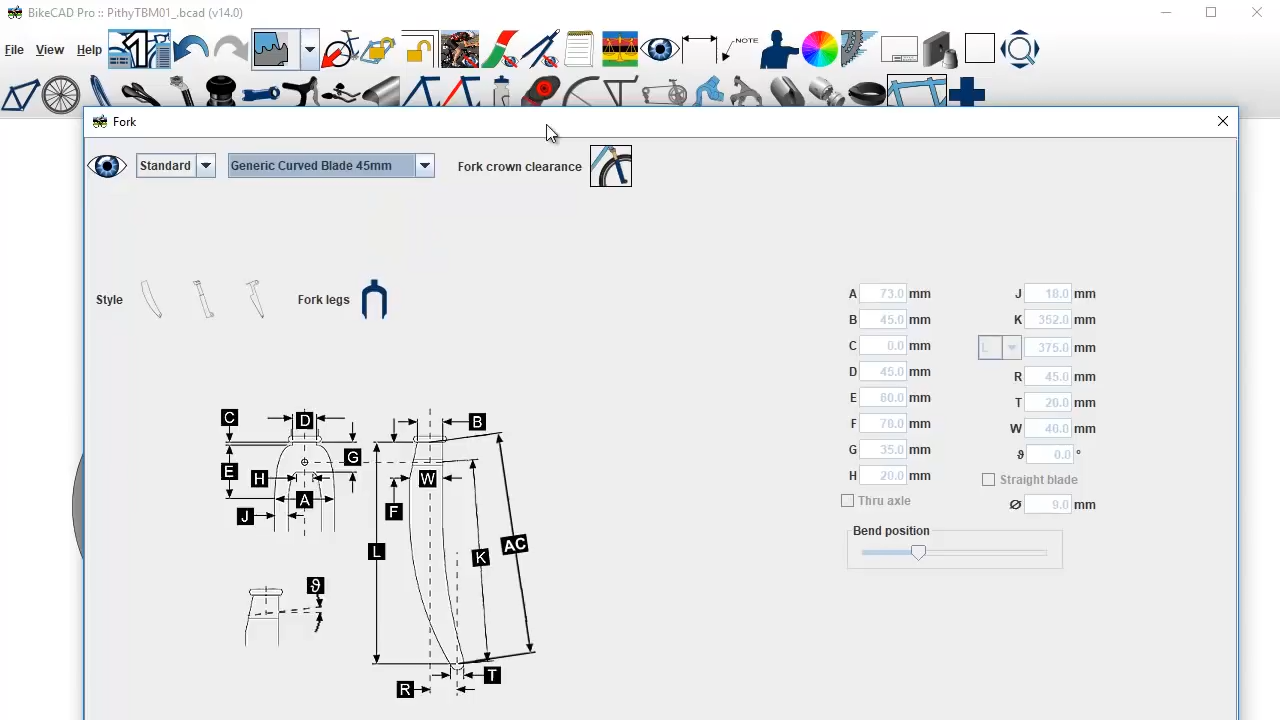 BikeCAD Pro :: PithyTBM01_.bcad (v14.0)
File View Help
1
NOTE
Fork
Standard Generic Curved Blade 45mm Fork crown clearance
Style Fork legs
A 73.0 mm J 18.0 mm
B 45.0 mm K 352.0 mm
C 0.0 mm L 375.0 mm
D 45.0 mm R 45.0 mm
E 80.0 mm T 20.0 mm
F 70.0 mm W 40.0 mm
G 35.0 mm ϑ 0.0 °
H 20.0 mm Straight blade
Thru axle Ø 9.0 mm
Bend position
C D B
E G
H W
A
J F
L AC
K
ϑ
T
R